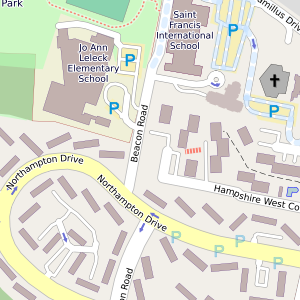 Park
Jo Ann
Leleck
Elementary
School
Saint
Francis
International
School
amillus Drive
P
P
P
P
P
Beacon Road
Northampton Drive
Northampton Drive
Hampshire West Co
P
P
P
P
P
con Road